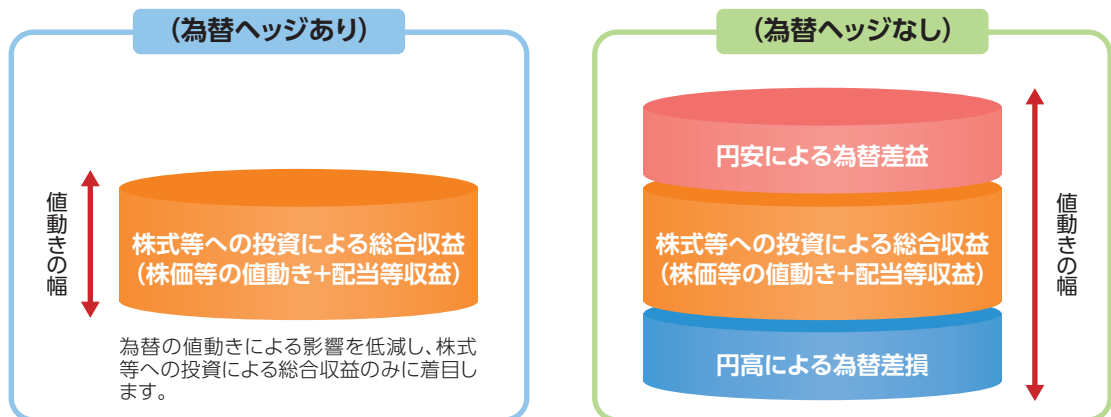 (為替ヘッジあり)
値動きの幅
株式等への投資による総合収益
(株価等の値動き+配当等収益)
為替の値動きによる影響を低減し、株式
等への投資による総合収益のみに着目し
ます。
(為替ヘッジなし)
円安による為替差益
株式等への投資による総合収益
(株価等の値動き+配当等収益)
円高による為替差損
値動きの幅